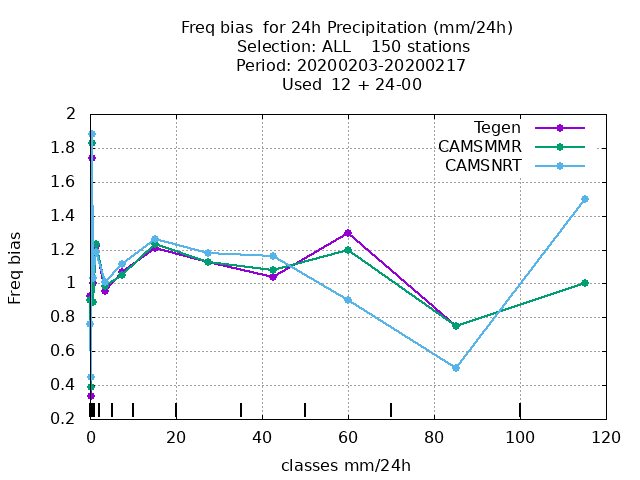 Freq bias  for 24h Precipitation (mm/24h)
Selection: ALL    150 stations
Period: 20200203-20200217
Used  12 + 24-00
Tegen
CAMSMMR
CAMSNRT
2
1.8
1.6
1.4
1.2
1
0.8
0.6
0.4
0.2
Freq bias
0 20 40 60 80 100 120
classes mm/24h